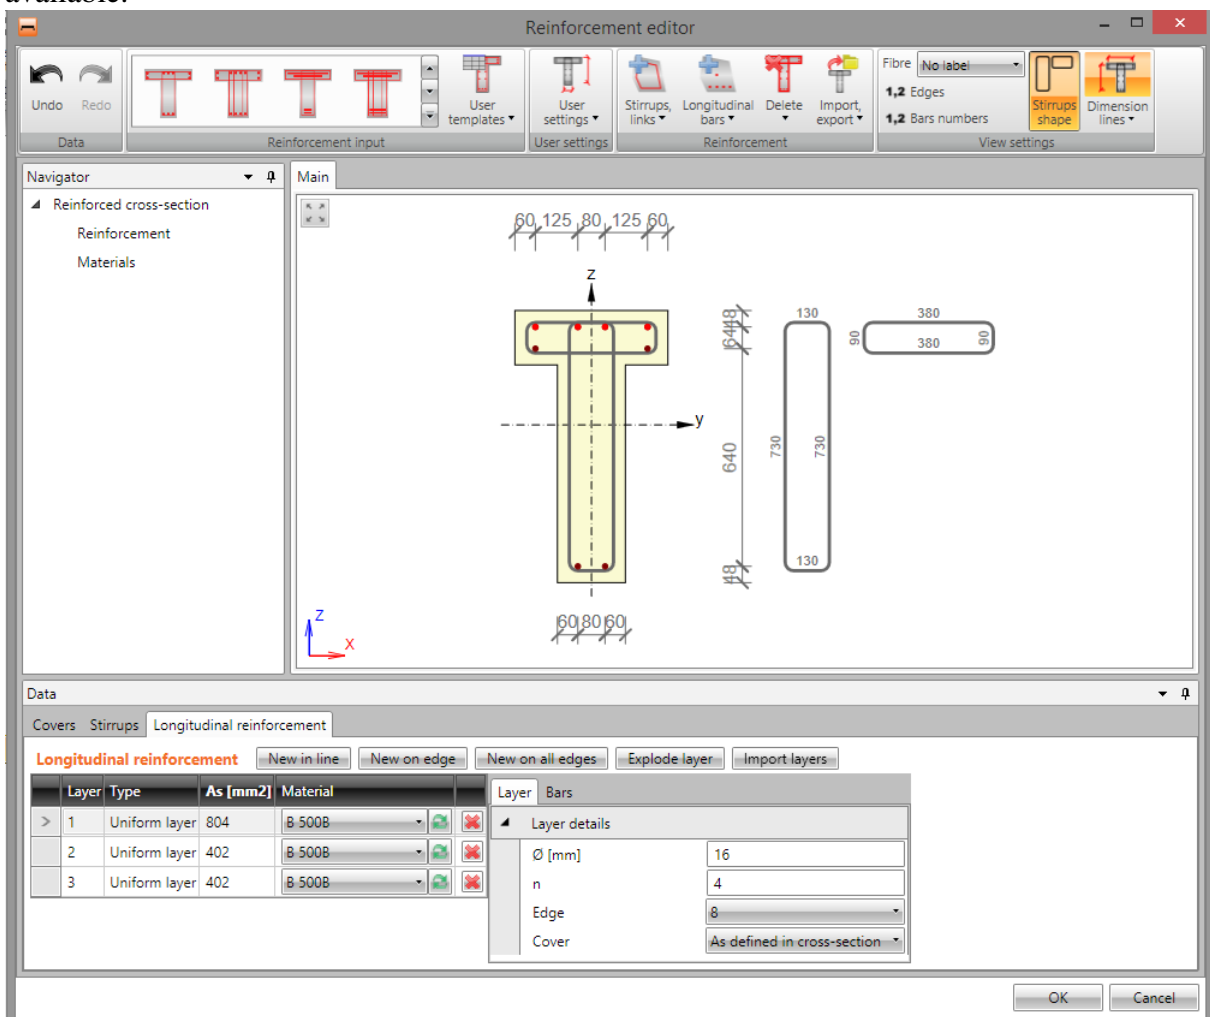 available.
Reinforcement editor
Undo Redo
User templates
User settings
Stirrups, links
Longitudinal bars
Delete
Import, export
Fibre No label
1,2 Edges
1,2 Bars numbers
Stirrups shape
Dimension lines
Data Reinforcement input User settings Reinforcement View settings
Navigator
Main
Reinforced cross-section
Reinforcement
Materials
60 125 80 125 60
z
y
48
64
640
48
60 80 60
130
730 730
130
380
90 90
380
Z
X
Data
Covers Stirrups Longitudinal reinforcement
Longitudinal reinforcement New in line New on edge New on all edges Explode layer Import layers
Layer Type As [mm2] Material
> 1 Uniform layer 804 B 500B
2 Uniform layer 402 B 500B
3 Uniform layer 402 B 500B
Layer Bars
Layer details
Ø [mm] 16
n 4
Edge 8
Cover As defined in cross-section
OK Cancel